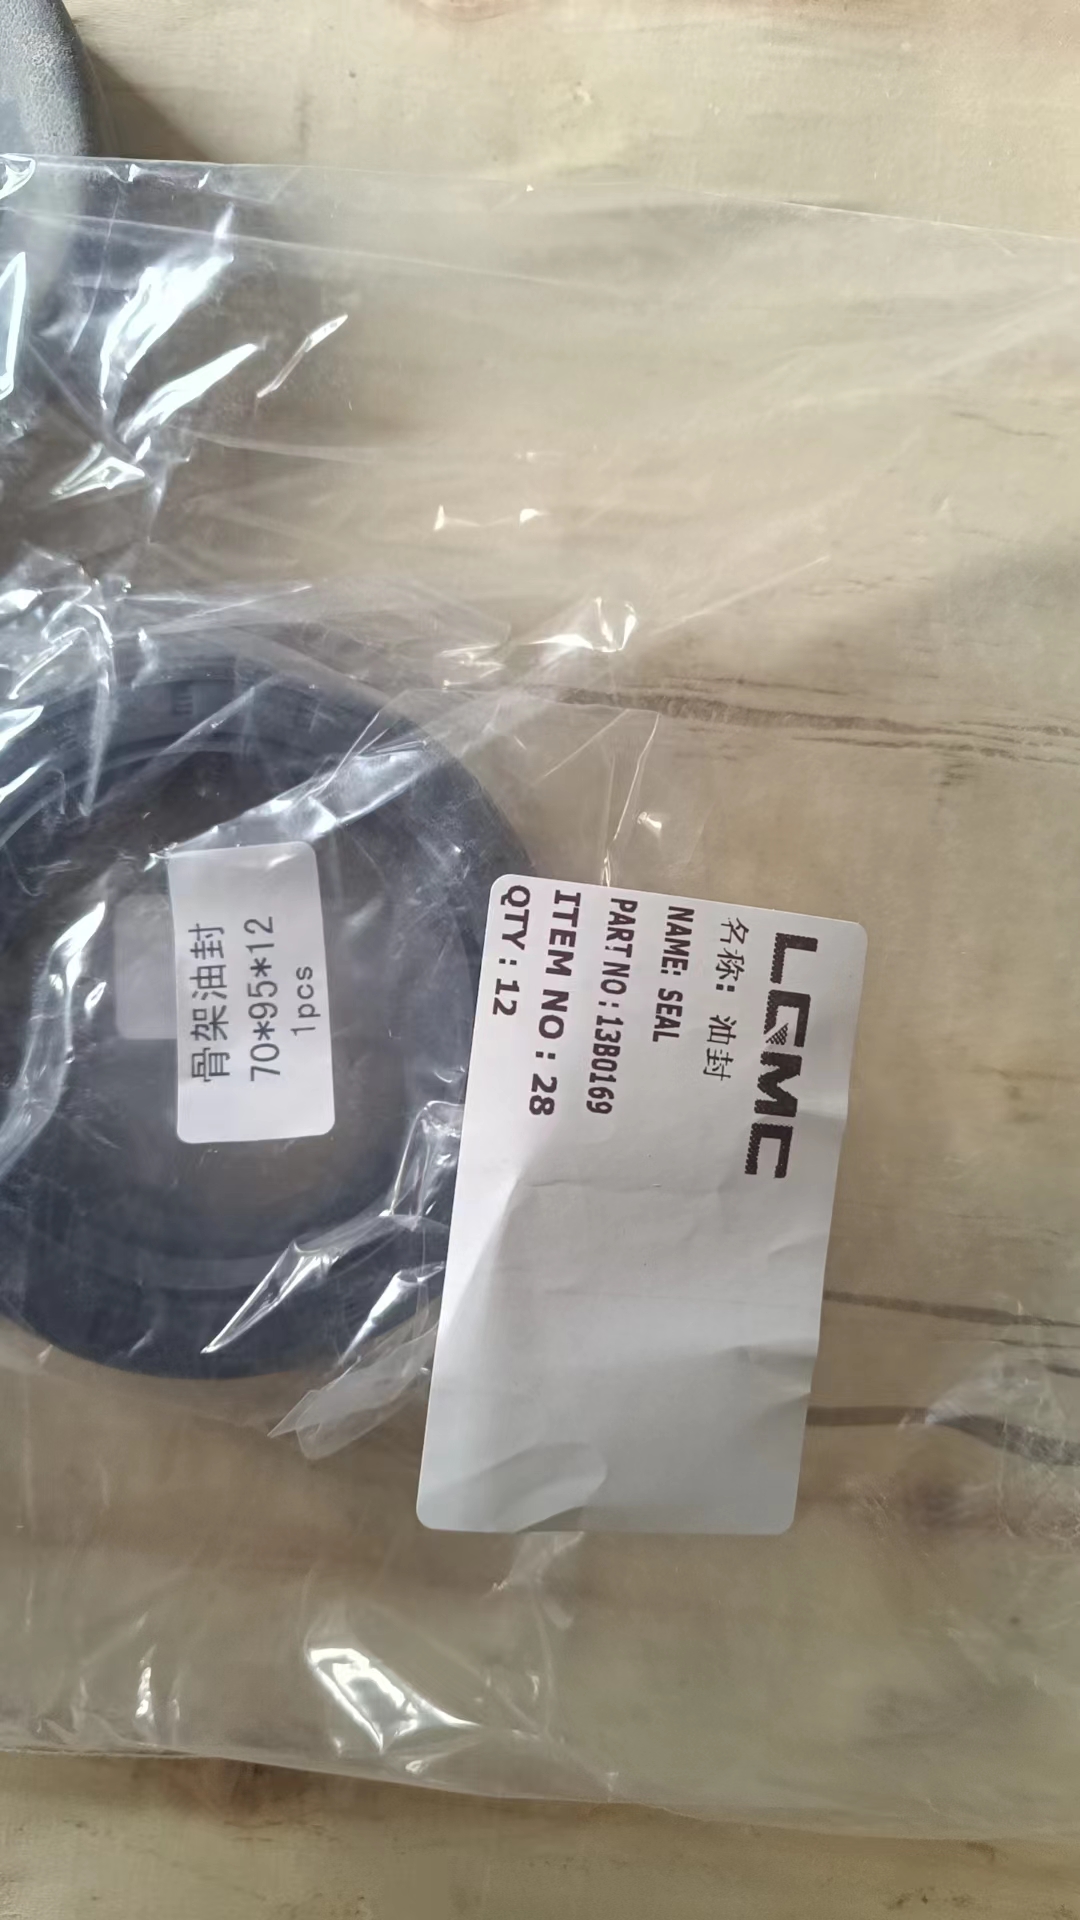 LGMC
名称: 油封
NAME: SEAL
PART NO: 13B0169
ITEM NO: 28
QTY: 12
骨架油封
70*95*12
1pcs